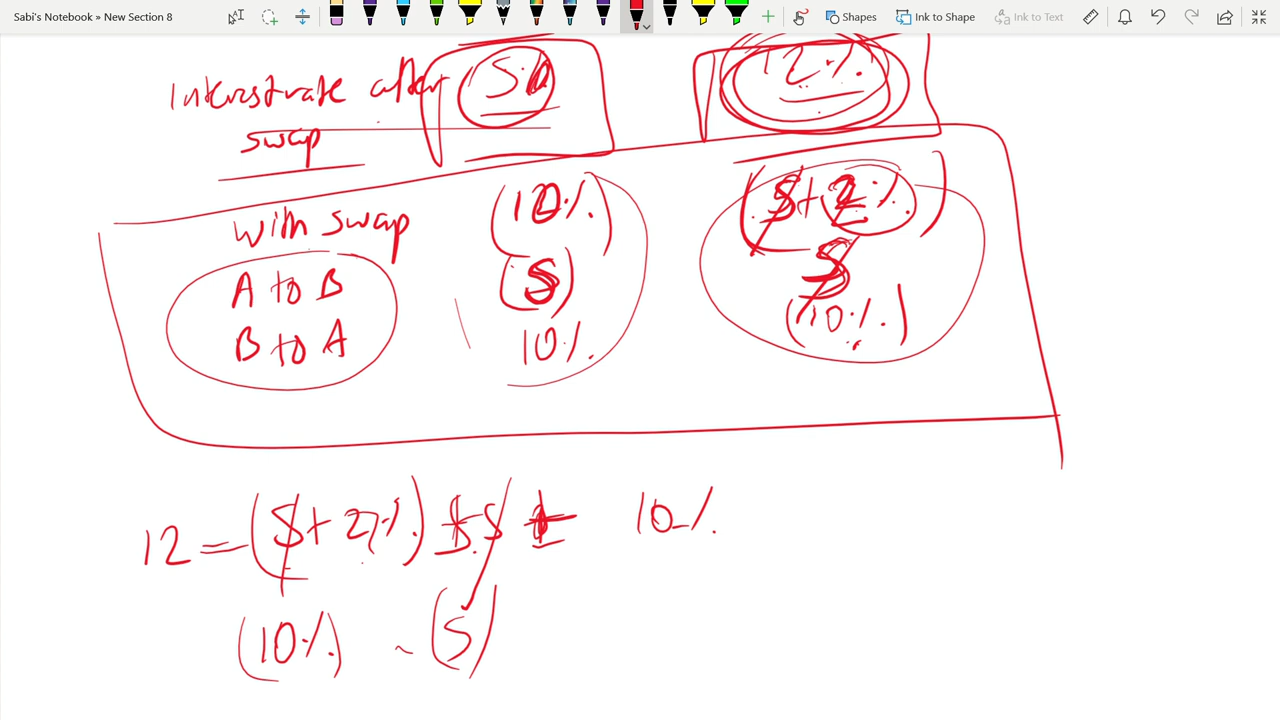 Sabi's Notebook » New Section 8
Shapes
Ink to Shape
Ink to Text
Interestrate after
swap
12%.
with swap
(10%.)
(S+2%.)
A to B
(S)
S
B to A
10%.
(10%.)
12 = (S+2%.) + S + 10%
(10%.) - (S)